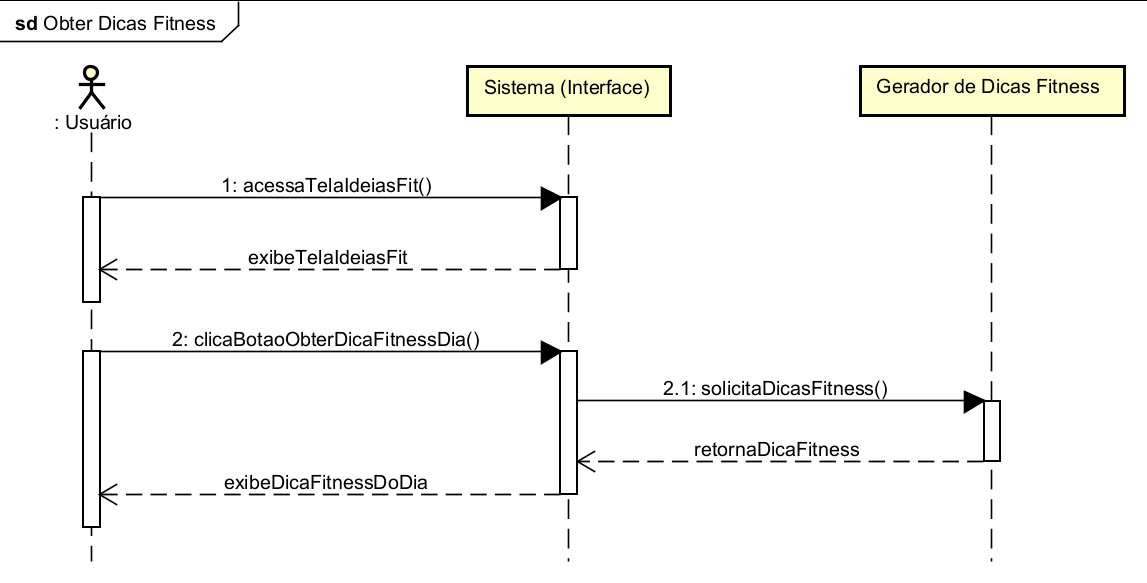 sd Obter Dicas Fitness
: Usuário
Sistema (Interface)
Gerador de Dicas Fitness
1: acessaTelaIdeiasFit()
exibeTelaIdeiasFit
2: clicaBotaoObterDicaFitnessDia()
2.1: solicitaDicasFitness()
retornaDicaFitness
exibeDicaFitnessDoDia